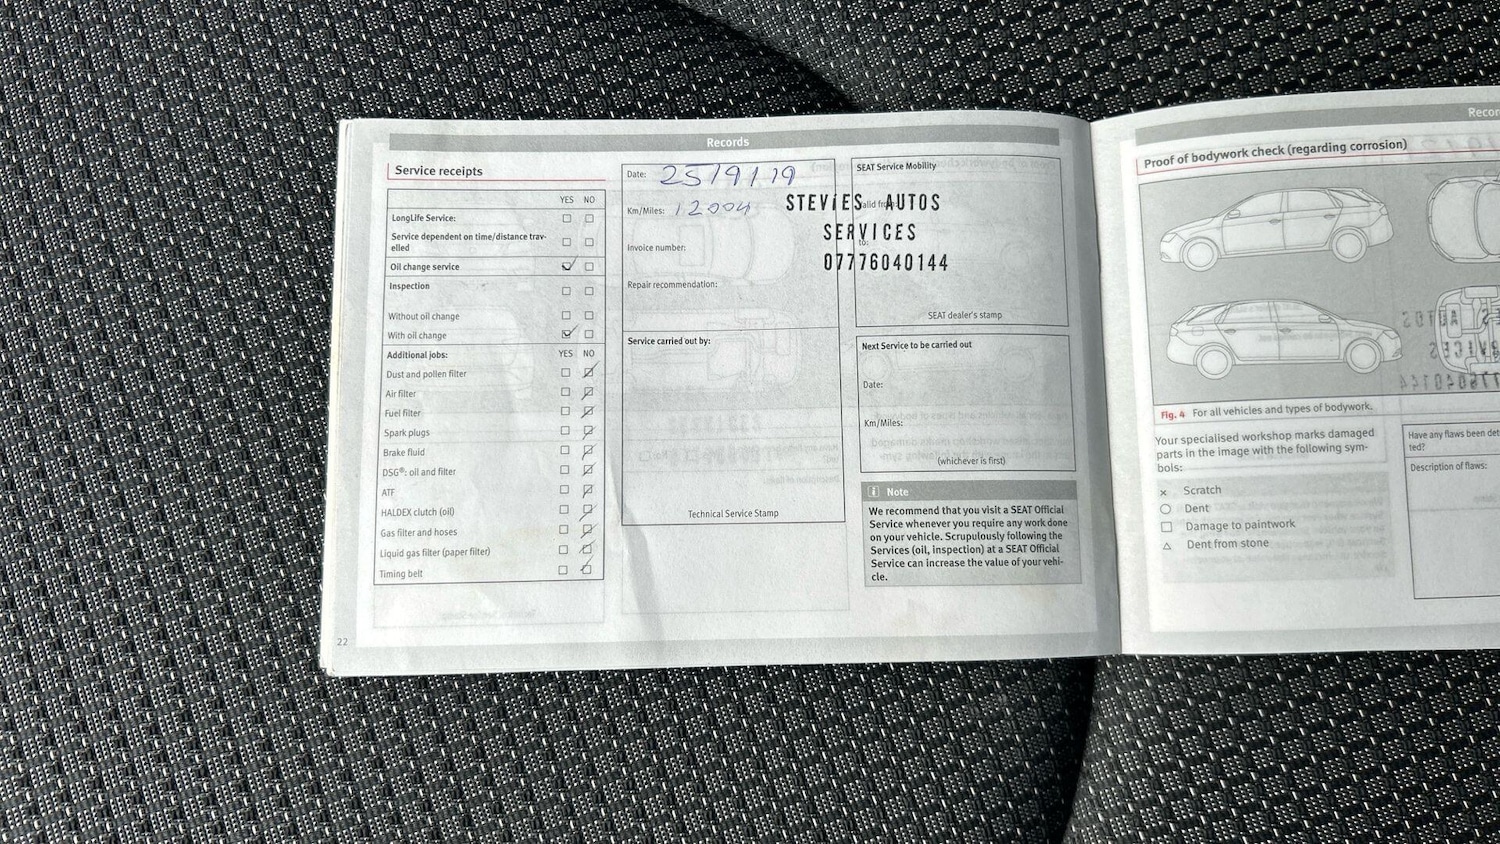 Records
Service receipts
YES NO
LongLife Service:
Service dependent on time/distance trav-
elled
Oil change service
Inspection
Without oil change
With oil change
Additional jobs: YES NO
Dust and pollen filter
Air filter
Fuel filter
Spark plugs
Brake fluid
DSG®: oil and filter
ATF
HALDEX clutch (oil)
Gas filter and hoses
Liquid gas filter (paper filter)
Timing belt
22
Date: 25/9/19
Km/Miles: 12004
Invoice number:
Repair recommendation:
Service carried out by:
Technical Service Stamp
SEAT Service Mobility
STEVIES AUTOS
SERVICES
to:
07776040144
SEAT dealer's stamp
Next Service to be carried out
Date:
Km/Miles:
(whichever is first)
i Note
We recommend that you visit a SEAT Official
Service whenever you require any work done
on your vehicle. Scrupulously following the
Services (oil, inspection) at a SEAT Official
Service can increase the value of your vehi-
cle.
Recor
Proof of bodywork check (regarding corrosion)
Fig. 4 For all vehicles and types of bodywork.
Your specialised workshop marks damaged
parts in the image with the following sym-
bols:
× Scratch
○ Dent
□ Damage to paintwork
△ Dent from stone
Have any flaws been det
ted?
Description of flaws: